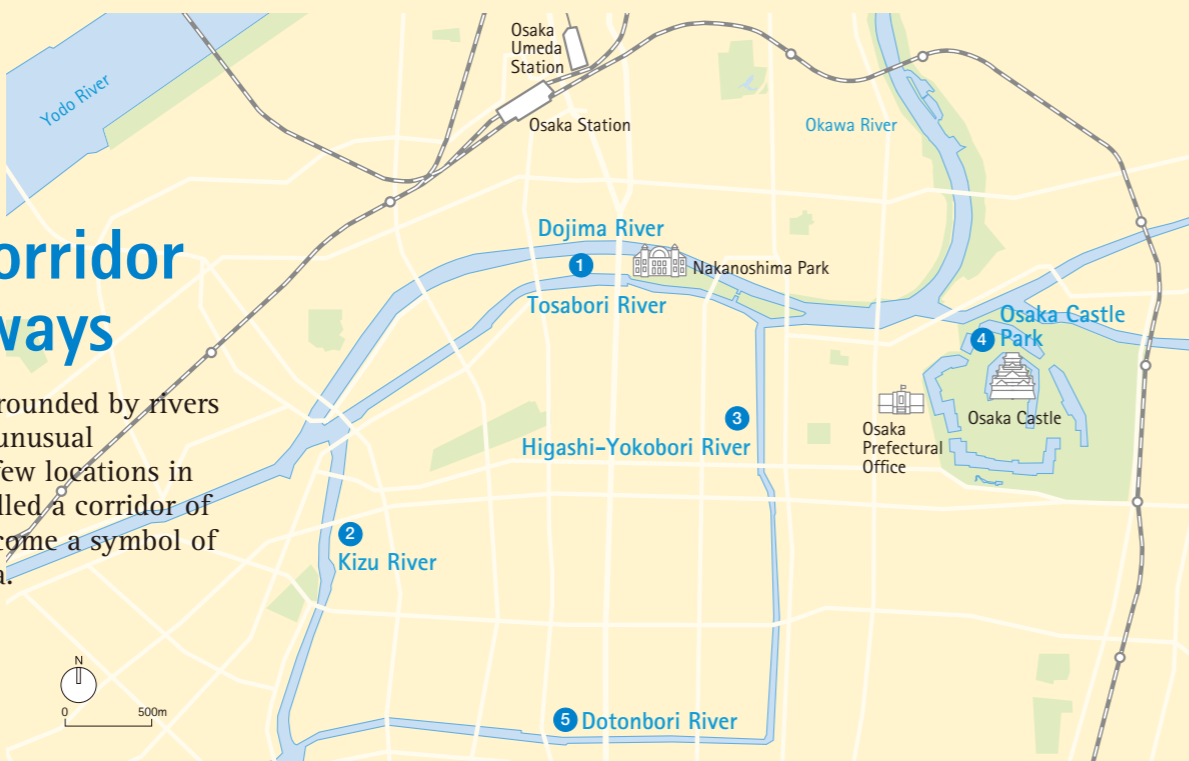 Osaka
Umeda
Station
Yodo River
Osaka Station
Okawa River
orridor
ways
Dojima River
1
Nakanoshima Park
Tosabori River
Osaka Castle
4 Park
rounded by rivers
unusual
few locations in
lled a corridor of
come a symbol of
a.
3
Higashi-Yokobori River
Osaka
Prefectural
Office
Osaka Castle
2
Kizu River
N
0 500m
5 Dotonbori River